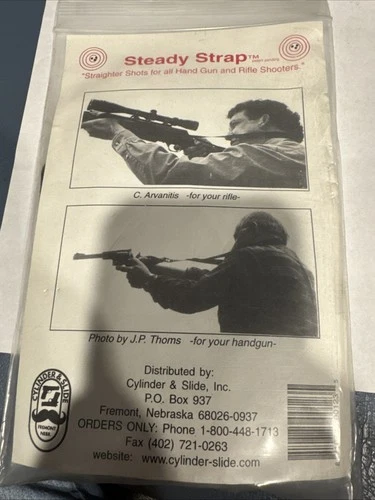 Steady Strap™
"Straighter Shots for all Hand Gun and Rifle Shooters."
C. Arvanitis -for your rifle-
Photo by J.P. Thoms -for your handgun-
Distributed by:
Cylinder & Slide, Inc.
P.O. Box 937
Fremont, Nebraska 68026-0937
ORDERS ONLY: Phone 1-800-448-1713
Fax (402) 721-0263
website: www.cylinder-slide.com
CYLINDER & SLIDE
FREMONT
NEBR.